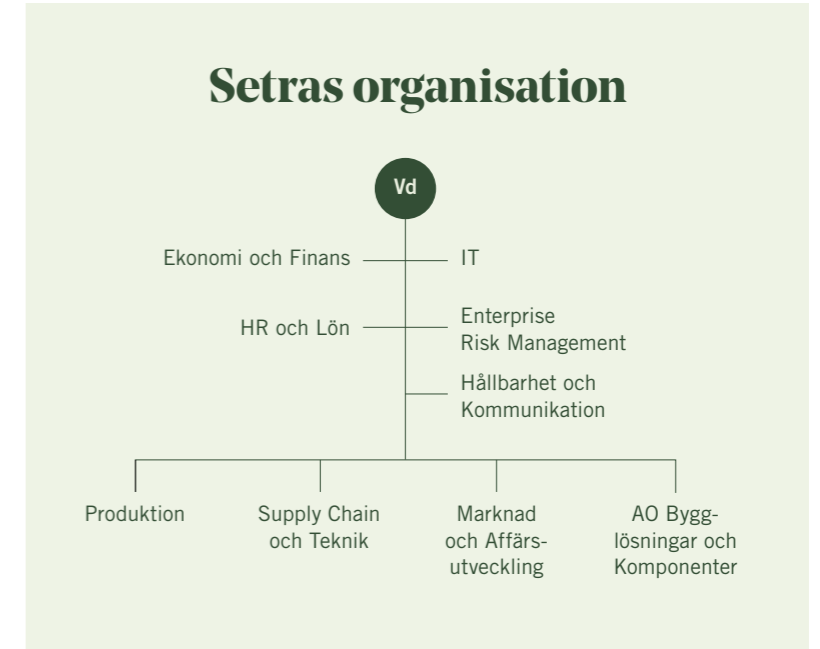 Setras organisation
Vd
Ekonomi och Finans
IT
HR och Lön
Enterprise
Risk Management
Hållbarhet och
Kommunikation
Produktion
Supply Chain
och Teknik
Marknad
och Affärs-
utveckling
AO Bygg-
lösningar och
Komponenter